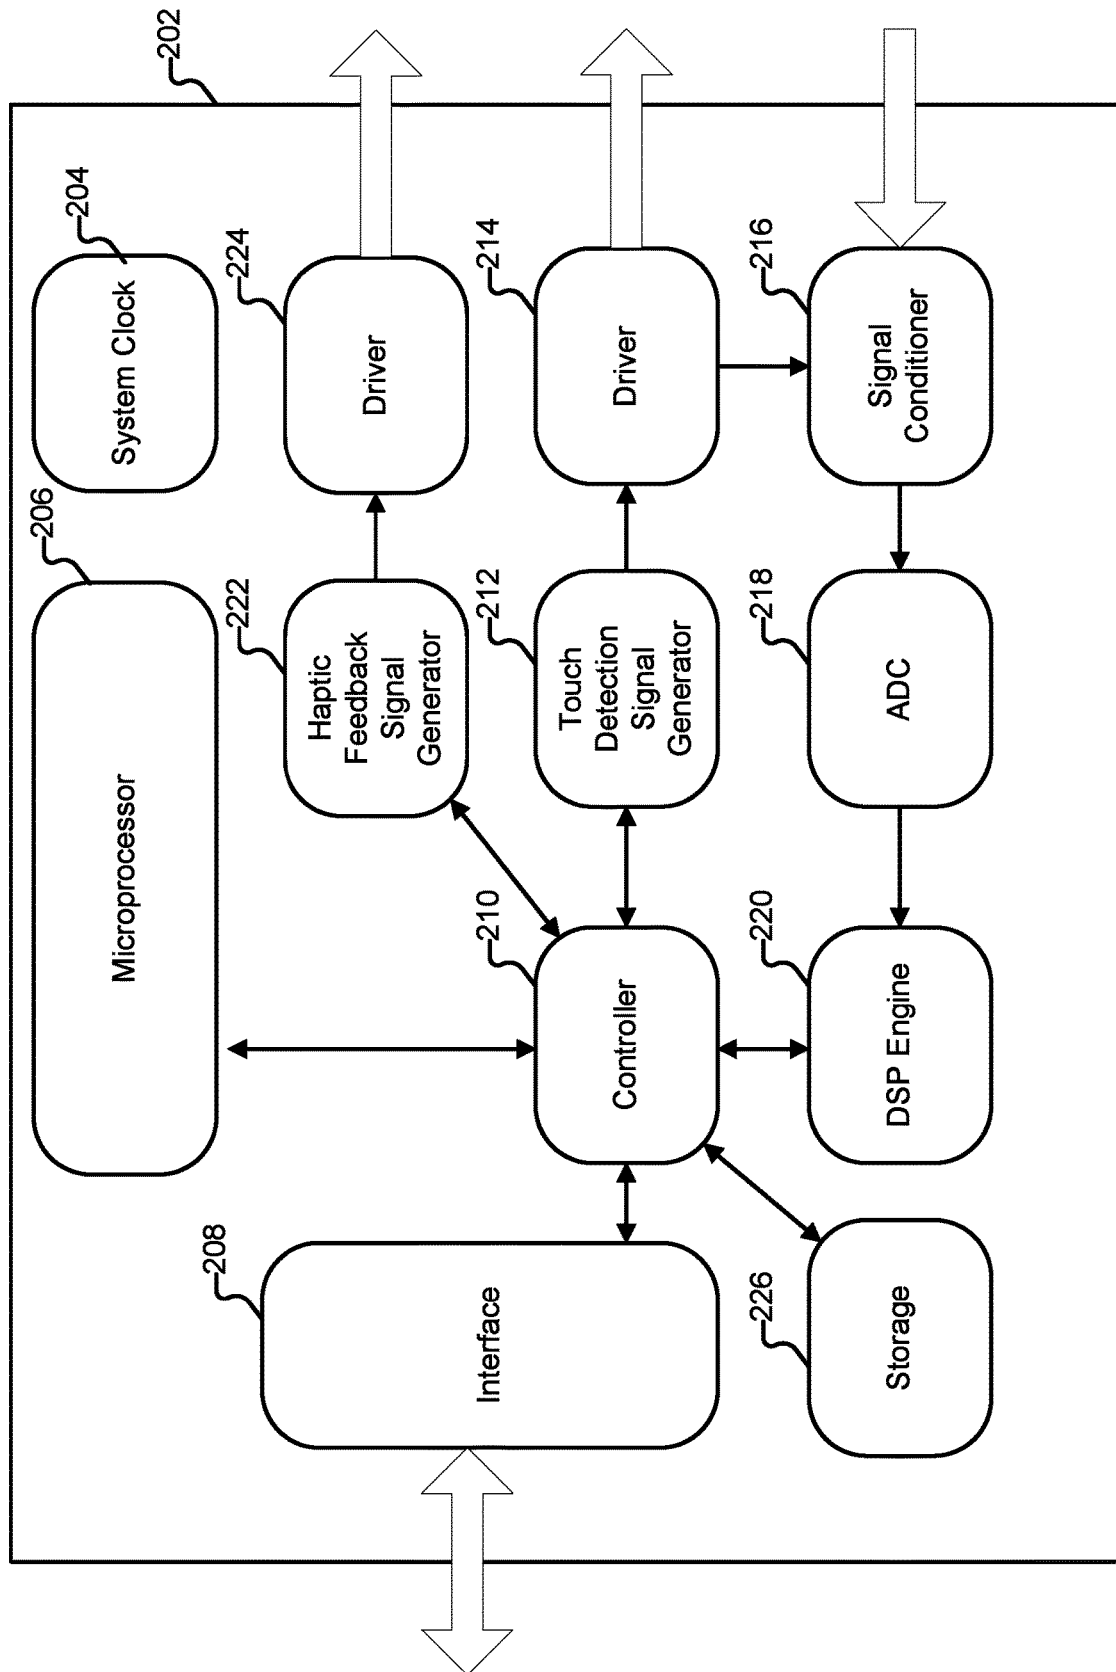 202
206
Microprocessor
204
System Clock
208
Interface
222
Haptic
Feedback
Signal
Generator
224
Driver
210
Controller
212
Touch
Detection
Signal
Generator
214
Driver
226
Storage
220
DSP Engine
218
ADC
216
Signal
Conditioner